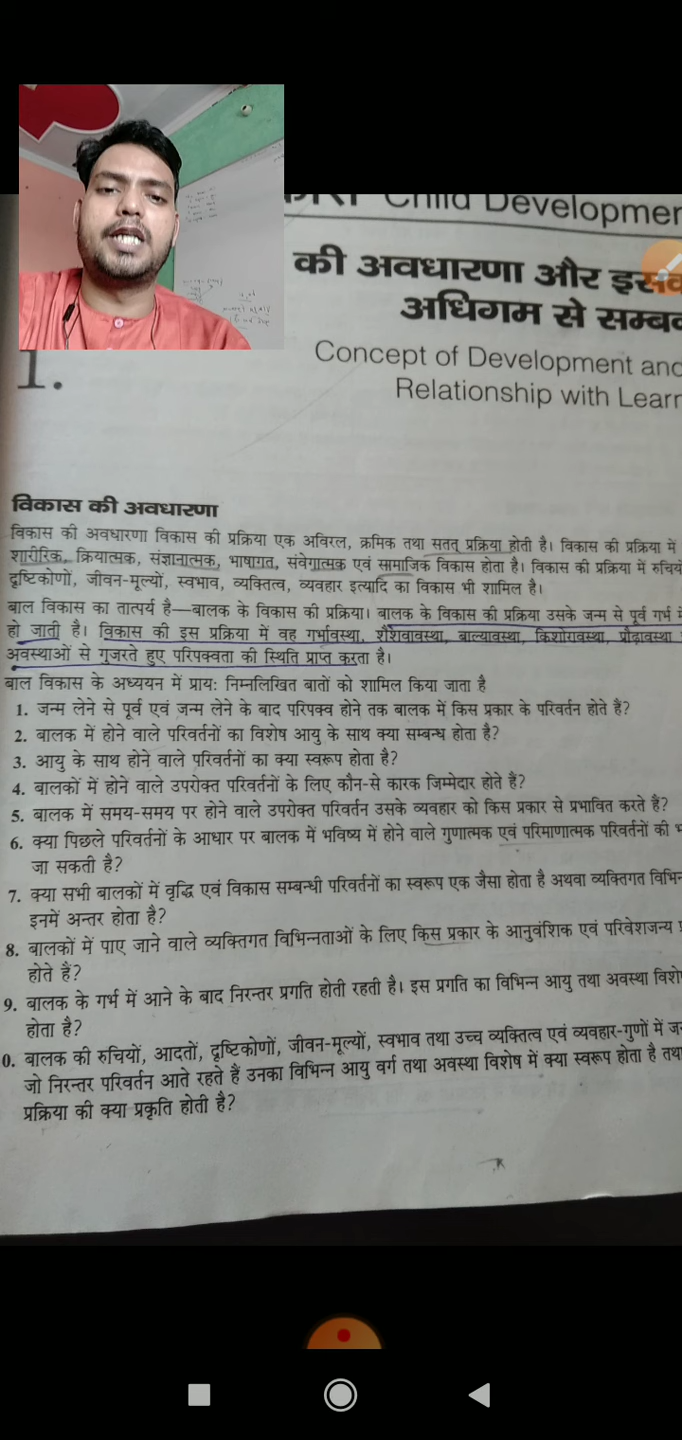 Child Developmen
की अवधारणा और इसक
अधिगम से सम्ब
Concept of Development and
1.
Relationship with Learn
विकास की अवधारणा
विकास की अवधारणा विकास की प्रक्रिया एक अविरल, क्रमिक तथा सतत् प्रक्रिया होती है। विकास की प्रक्रिया में
शारीरिक, क्रियात्मक, संज्ञानात्मक, भाषागत, संवेगात्मक एवं सामाजिक विकास होता है। विकास की प्रक्रिया में रुचियों
दृष्टिकोणों, जीवन-मूल्यों, स्वभाव, व्यक्तित्व, व्यवहार इत्यादि का विकास भी शामिल है।
बाल विकास का तात्पर्य है—बालक के विकास की प्रक्रिया। बालक के विकास की प्रक्रिया उसके जन्म से पूर्व गर्भ में
हो जाती है। विकास की इस प्रक्रिया में वह गर्भावस्था, शैशवावस्था, बाल्यावस्था, किशोरावस्था, प्रौढ़ावस्था
अवस्थाओं से गुजरते हुए परिपक्वता की स्थिति प्राप्त करता है।
बाल विकास के अध्ययन में प्रायः निम्नलिखित बातों को शामिल किया जाता है
1. जन्म लेने से पूर्व एवं जन्म लेने के बाद परिपक्व होने तक बालक में किस प्रकार के परिवर्तन होते हैं?
2. बालक में होने वाले परिवर्तनों का विशेष आयु के साथ क्या सम्बन्ध होता है?
3. आयु के साथ होने वाले परिवर्तनों का क्या स्वरूप होता है?
4. बालकों में होने वाले उपरोक्त परिवर्तनों के लिए कौन-से कारक जिम्मेदार होते हैं?
5. बालक में समय-समय पर होने वाले उपरोक्त परिवर्तन उसके व्यवहार को किस प्रकार से प्रभावित करते हैं?
6. क्या पिछले परिवर्तनों के आधार पर बालक में भविष्य में होने वाले गुणात्मक एवं परिमाणात्मक परिवर्तनों की
जा सकती है?
7. क्या सभी बालकों में वृद्धि एवं विकास सम्बन्धी परिवर्तनों का स्वरूप एक जैसा होता है अथवा व्यक्तिगत विभिन
इनमें अन्तर होता है?
8. बालकों में पाए जाने वाले व्यक्तिगत विभिन्नताओं के लिए किस प्रकार के आनुवंशिक एवं परिवेशजन्य
होते हैं?
9. बालक के गर्भ में आने के बाद निरन्तर प्रगति होती रहती है। इस प्रगति का विभिन्न आयु तथा अवस्था विशे
होता है?
0. बालक की रुचियों, आदतों, दृष्टिकोणों, जीवन-मूल्यों, स्वभाव तथा उच्च व्यक्तित्व एवं व्यवहार-गुणों में
जो निरन्तर परिवर्तन आते रहते हैं उनका विभिन्न आयु वर्ग तथा अवस्था विशेष में क्या स्वरूप होता है तथा
प्रक्रिया की क्या प्रकृति होती है?